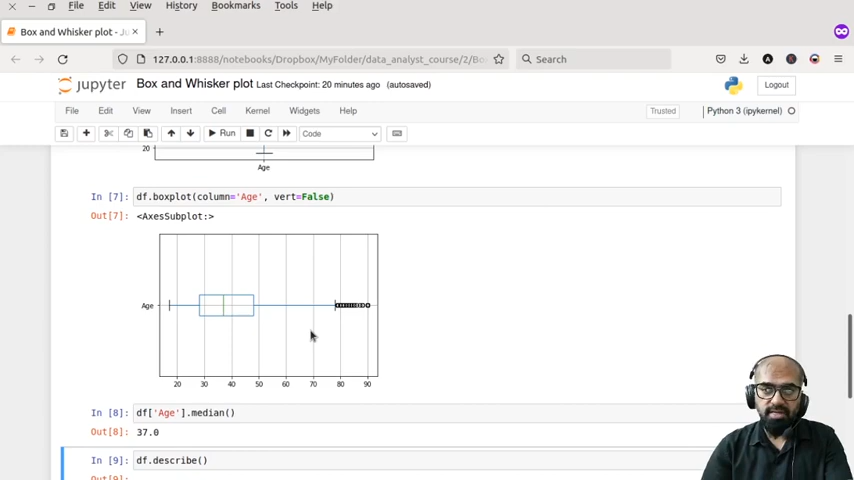 File Edit View History Bookmarks Tools Help
Box and Whisker plot - Ju
127.0.0.1:8888/notebooks/Dropbox/MyFolder/data_analyst_course/2/Bo
Search
jupyter Box and Whisker plot Last Checkpoint: 20 minutes ago (autosaved)
Logout
File Edit View Insert Cell Kernel Widgets Help
Trusted
Python 3 (ipykernel)
Run
Code
20
Age
In [7]: df.boxplot(column='Age', vert=False)
Out[7]: <AxesSubplot:>
Age
20 30 40 50 60 70 80 90
In [8]: df['Age'].median()
Out[8]: 37.0
In [9]: df.describe()
Out[9]: